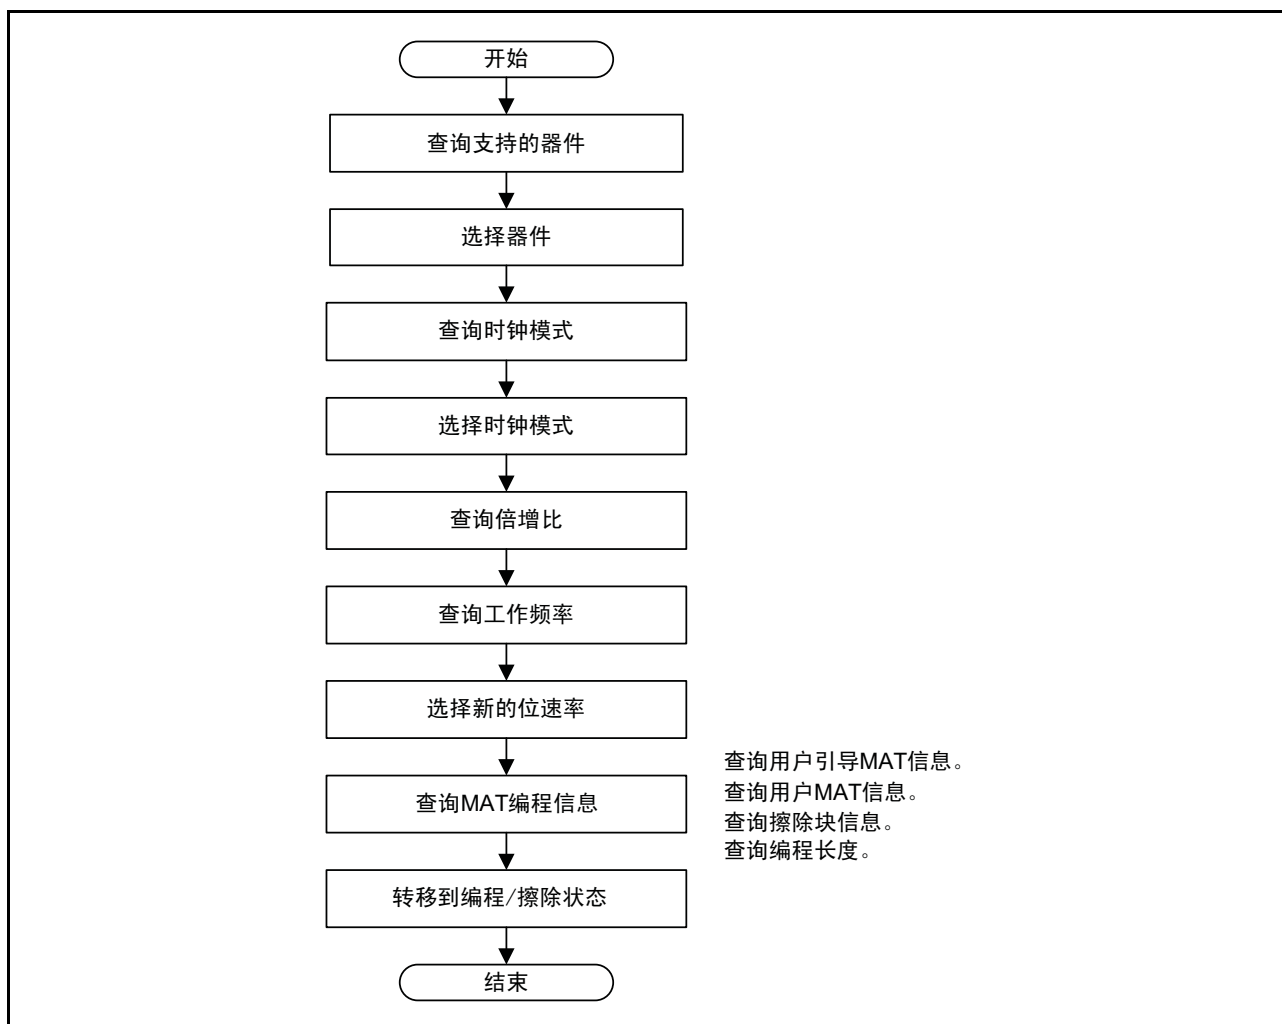 开始
查询支持的器件
选择器件
查询时钟模式
选择时钟模式
查询倍增比
查询工作频率
选择新的位速率
查询MAT编程信息
查询用户引导MAT信息。
查询用户MAT信息。
查询擦除块信息。
查询编程长度。
转移到编程/擦除状态
结束